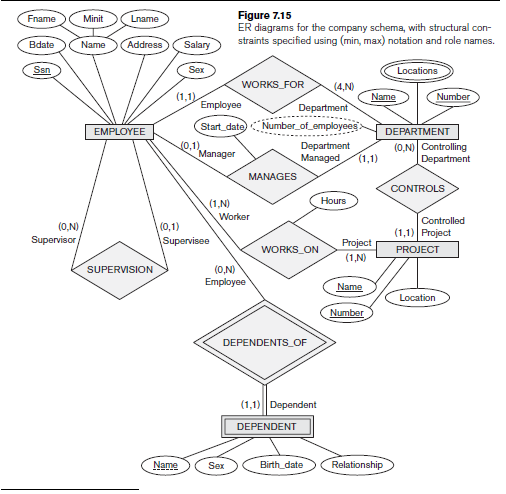 Figure 7.15
ER diagrams for the company schema, with structural con-
straints specified using (min, max) notation and role names.
Fname
Minit
Lname
Bdate
Name
Address
Salary
Ssn
Sex
WORKS_FOR
Locations
(1,1)
Employee
(4,N)
Department
Name
Number
EMPLOYEE
Start_date
Number_of_employees
DEPARTMENT
(0,1)
Manager
Department
Managed
(1,1)
(0,N)
Controlling
Department
MANAGES
CONTROLS
(1,N)
Worker
Hours
(0,N)
Supervisor
(0,1)
Supervisee
(1,1)
Controlled
Project
WORKS_ON
Project
(1,N)
PROJECT
SUPERVISION
(0,N)
Employee
Name
Number
Location
DEPENDENTS_OF
(1,1)
Dependent
DEPENDENT
Name
Sex
Birth_date
Relationship